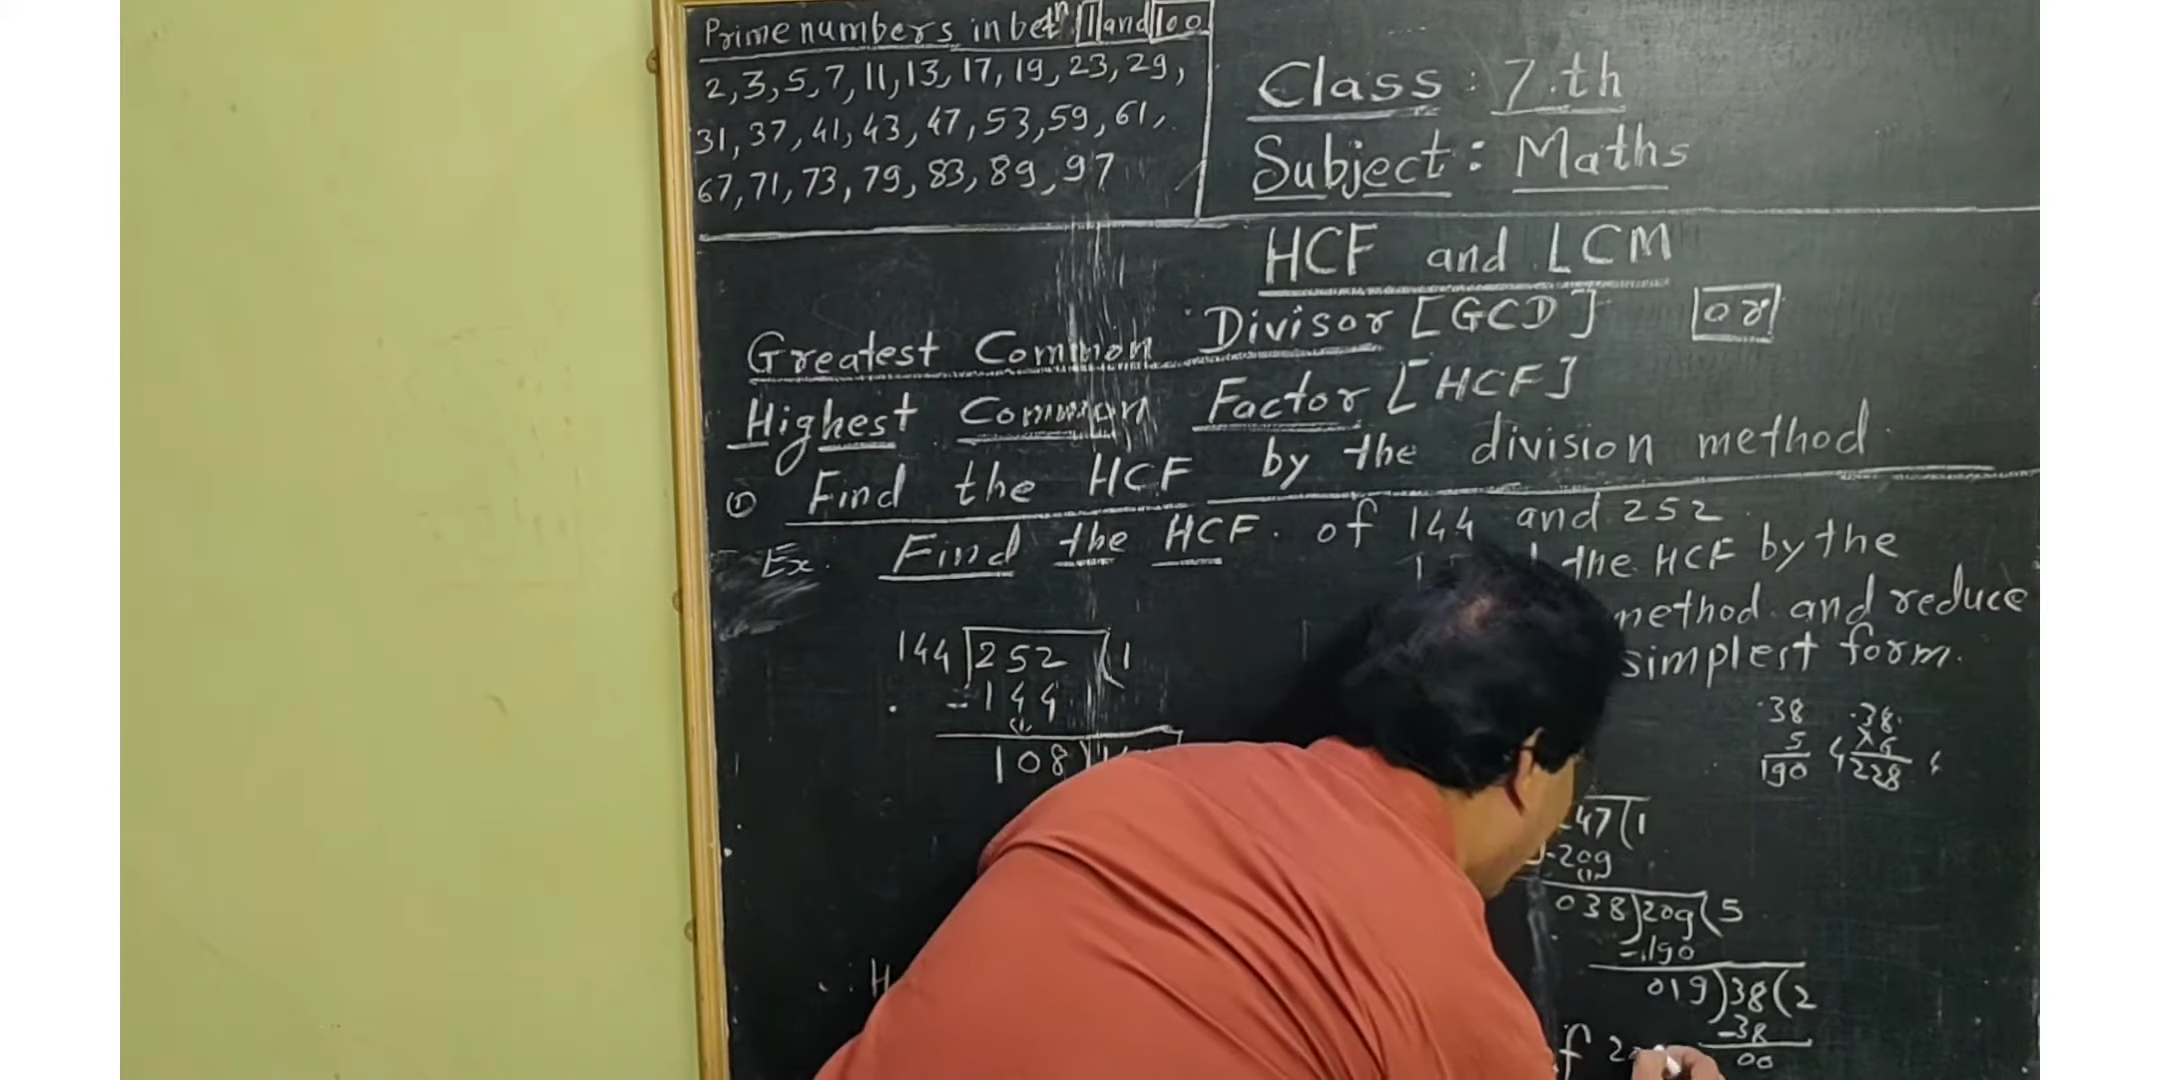 Prime numbers in betn 1 and 100
2, 3, 5, 7, 11, 13, 17, 19, 23, 29,
31, 37, 41, 43, 47, 53, 59, 61,
67, 71, 73, 79, 83, 89, 97
Class : 7.th
Subject : Maths
HCF and LCM
Greatest Common Divisor [GCD] or
Highest Common Factor [HCF]
① Find the HCF by the division method
Ex. Find the HCF. of 144 and 252.
the HCF by the
method and reduce
simplest form.
144)252(1
-144
108)
38 38
5 ×6
190 228
47(1
-209
038)209(5
-190
019)38(2
-38
00